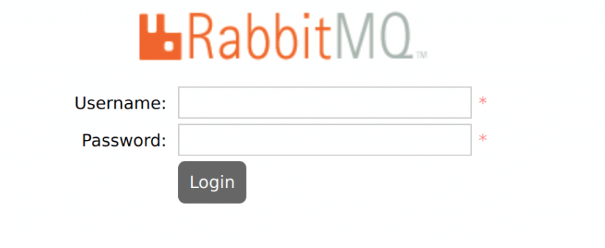 RabbitMQ™
Username: *
Password: *
Login